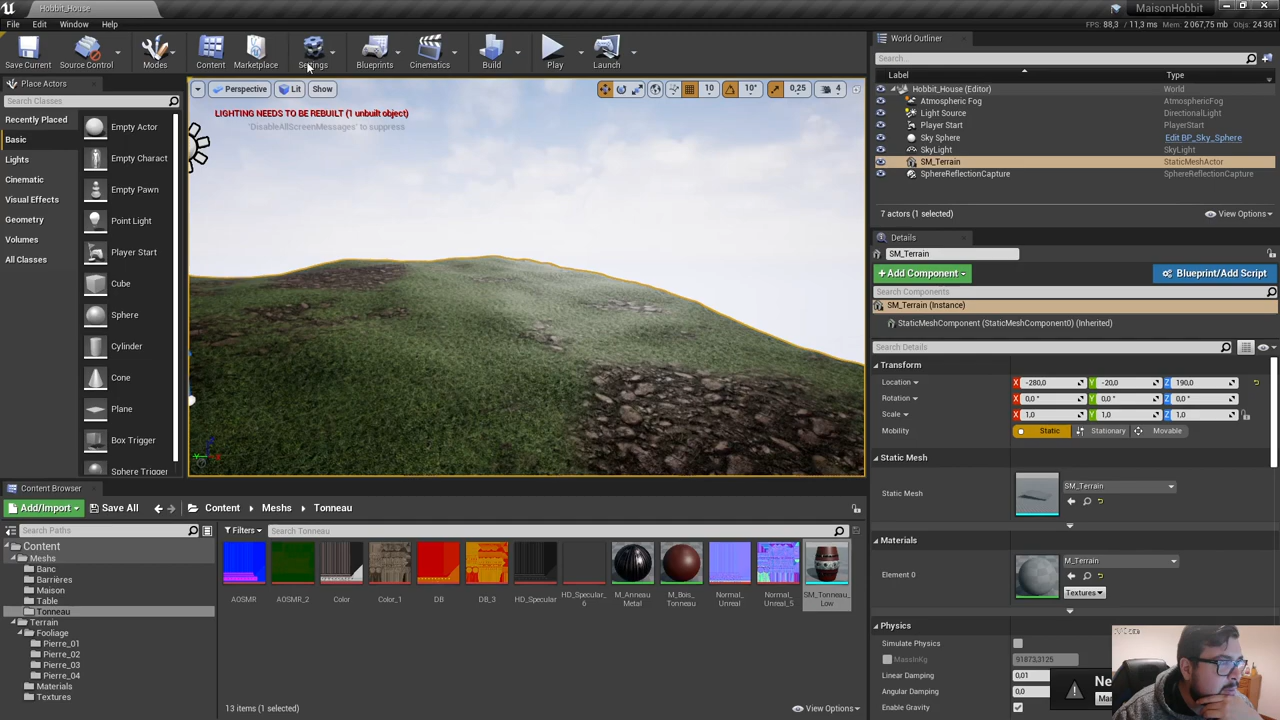 Hobbit_House
MaisonHobbit
File Edit Window Help
FPS: 88,3 / 11,3 ms Mem: 2 067,75 mb Objs: 24 361
Save Current Source Control Modes Content Marketplace Settings Blueprints Cinematics Build Play Launch
Place Actors
Search Classes
Recently Placed
Basic
Lights
Cinematic
Visual Effects
Geometry
Volumes
All Classes
Empty Actor
Empty Charact
Empty Pawn
Point Light
Player Start
Cube
Sphere
Cylinder
Cone
Plane
Box Trigger
Sphere Trigger
Perspective Lit Show
10 10° 0,25 4
LIGHTING NEEDS TO BE REBUILT (1 unbuilt object)
'DisableAllScreenMessages' to suppress
World Outliner
Search...
Label Type
Hobbit_House (Editor) World
Atmospheric Fog AtmosphericFog
Light Source DirectionalLight
Player Start PlayerStart
Sky Sphere Edit BP_Sky_Sphere
SkyLight SkyLight
SM_Terrain StaticMeshActor
SphereReflectionCapture SphereReflectionCapture
7 actors (1 selected) View Options
Details
SM_Terrain
+Add Component Blueprint/Add Script
Search Components
SM_Terrain (Instance)
StaticMeshComponent (StaticMeshComponent0) (Inherited)
Search Details
Transform
Location X -280,0 Y -20,0 Z 190,0
Rotation X 0,0 ° Y 0,0 ° Z 0,0 °
Scale X 1,0 Y 1,0 Z 1,0
Mobility Static Stationary Movable
Static Mesh
Static Mesh SM_Terrain
Materials
Element 0 M_Terrain
Textures
Physics
Simulate Physics
MassInKg 91873,3125
Linear Damping 0,01
Angular Damping 0,0
Enable Gravity
Content Browser
Add/Import Save All Content Meshs Tonneau
Search Paths
Filters Search Tonneau
Content
Meshs
Banc
Barrières
Maison
Table
Tonneau
Terrain
Fooliage
Pierre_01
Pierre_02
Pierre_03
Pierre_04
Materials
Textures
AOSMR AOSMR_2 Color Color_1 DB DB_3 HD_Specular HD_Specular_6 M_Anneau Metal M_Bois_Tonneau Normal_Unreal Normal_Unreal_5 SM_Tonneau_Low
13 items (1 selected) View Options